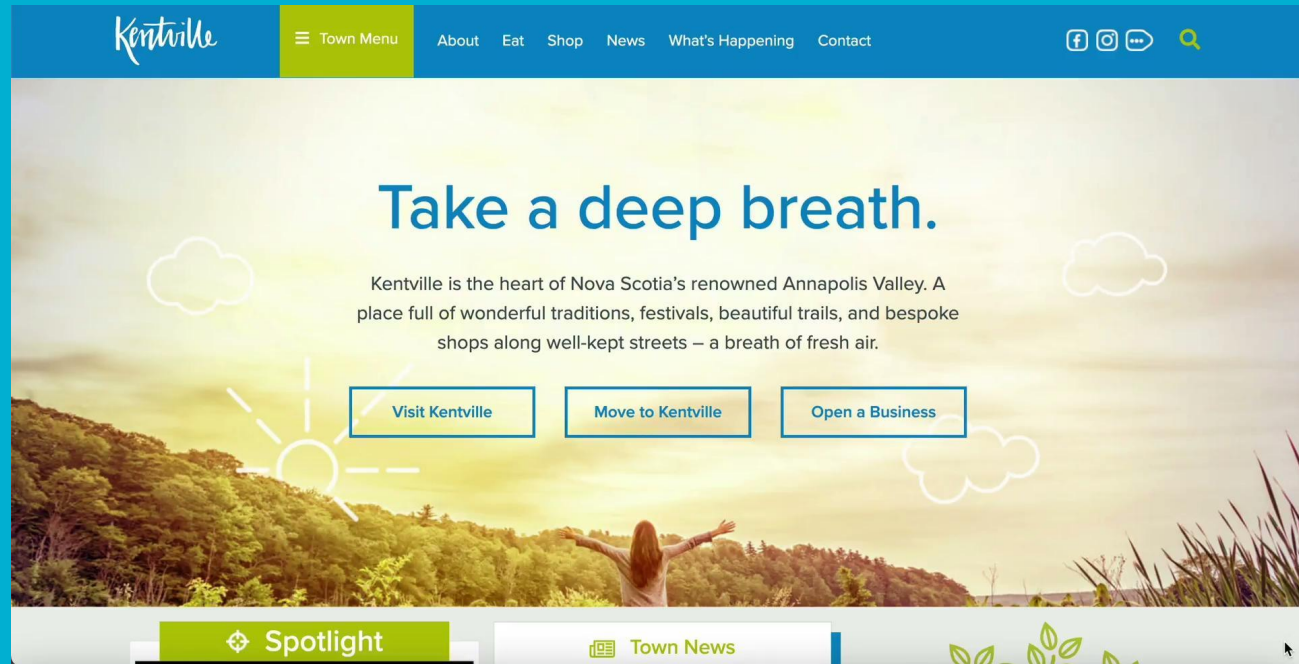 Kentville
Town Menu
About
Eat
Shop
News
What's Happening
Contact
Take a deep breath.
Kentville is the heart of Nova Scotia’s renowned Annapolis Valley. A
place full of wonderful traditions, festivals, beautiful trails, and bespoke
shops along well-kept streets – a breath of fresh air.
Visit Kentville
Move to Kentville
Open a Business
Spotlight
Town News